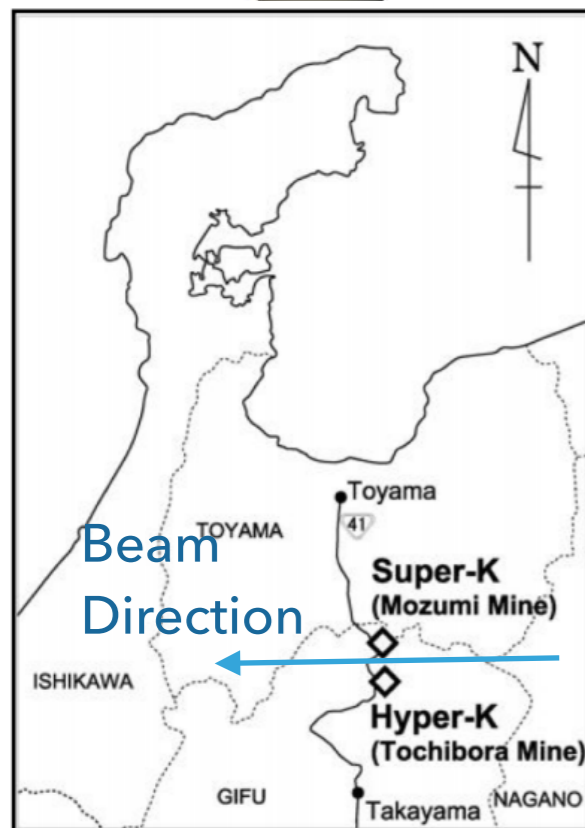 N
Toyama
41
TOYAMA
Beam
Direction
Super-K
(Mozumi Mine)
ISHIKAWA
Hyper-K
(Tochibora Mine)
GIFU
NAGANO
Takayama